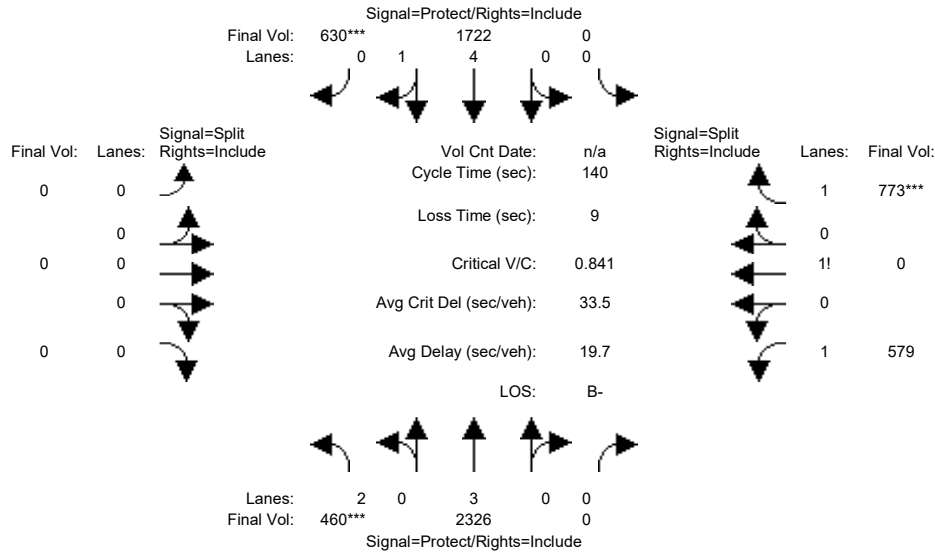 Signal=Protect/Rights=Include
Final Vol: 630*** 1722 0
Lanes: 0 1 4 0 0
Signal=Split
Rights=Include
Final Vol: Lanes:
0 0
0
0 0
0
0 0
Vol Cnt Date: n/a
Cycle Time (sec): 140
Loss Time (sec): 9
Critical V/C: 0.841
Avg Crit Del (sec/veh): 33.5
Avg Delay (sec/veh): 19.7
LOS: B-
Signal=Split
Rights=Include
Lanes: Final Vol:
1 773***
0
1! 0
0
1 579
Lanes: 2 0 3 0 0
Final Vol: 460*** 2326 0
Signal=Protect/Rights=Include